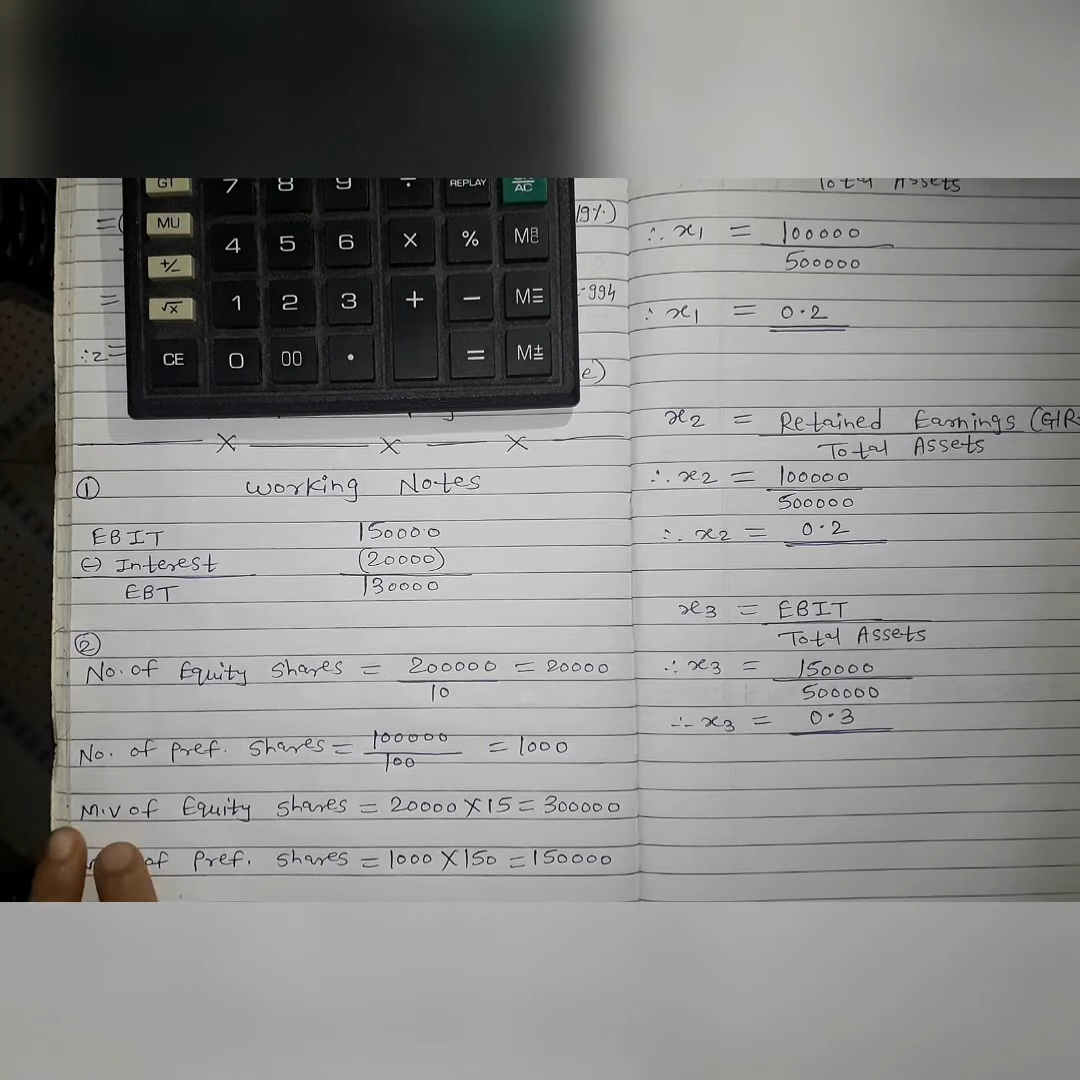 GT 7 8 9 ÷ REPLAY AC
MU 4 5 6 X % MR
+/- 1 2 3 + − M=
√x
CE 0 00 . = M±
19%)
=(
=
-994
∴z=
e)
X X X
① Working Notes
EBIT 150000
(-) Interest (20000)
EBT 130000
②
No. of Equity shares = 200000 = 20000
10
No. of pref. shares = 100000 = 1000
100
M.V of Equity shares = 20000 X 15 = 300000
of Pref. shares = 1000 X 150 = 150000
Total Assets
∴ x1 = 100000
500000
∴ x1 = 0.2
x2 = Retained Earnings (GIR
Total Assets
∴ x2 = 100000
500000
∴ x2 = 0.2
x3 = EBIT
Total Assets
∴ x3 = 150000
500000
∴ x3 = 0.3